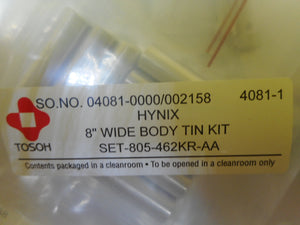 SO.NO. 04081-0000/002158 4081-1
HYNIX
8" WIDE BODY TIN KIT
TOSOH
SET-805-462KR-AA
Contents packaged in a cleanroom • To be opened in a cleanroom only